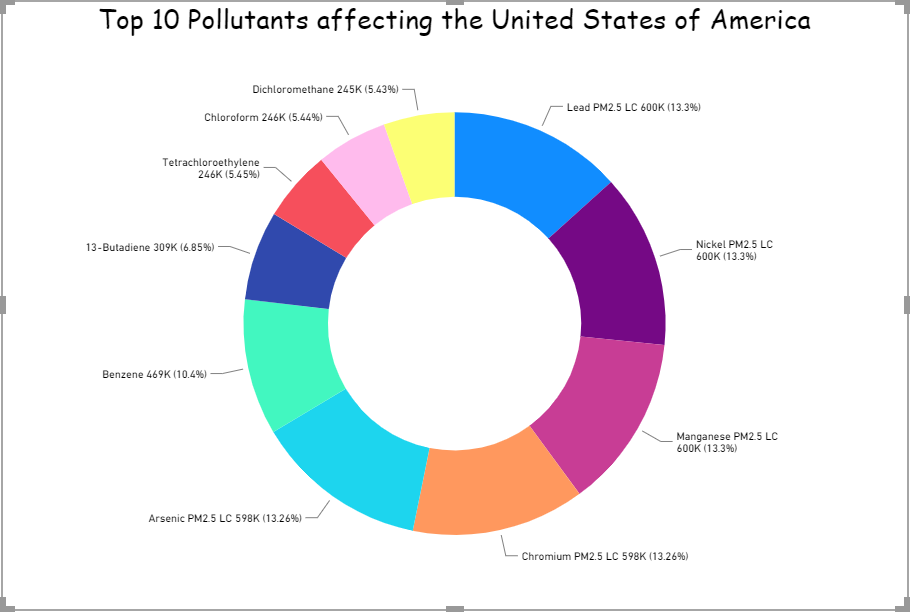 Top 10 Pollutants affecting the United States of America
Dichloromethane 245K (5.43%)
Lead PM2.5 LC 600K (13.3%)
Chloroform 246K (5.44%)
Tetrachloroethylene
246K (5.45%)
Nickel PM2.5 LC
600K (13.3%)
13-Butadiene 309K (6.85%)
Benzene 469K (10.4%)
Manganese PM2.5 LC
600K (13.3%)
Arsenic PM2.5 LC 598K (13.26%)
Chromium PM2.5 LC 598K (13.26%)